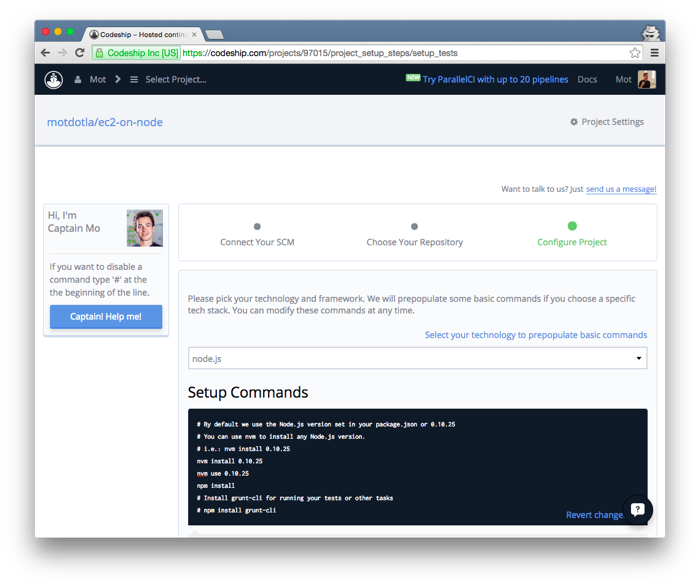 Codeship – Hosted contin
Codeship Inc [US] https://codeship.com/projects/97015/project_setup_steps/setup_tests
Mot Select Project... NEW Try ParallelCI with up to 20 pipelines Docs Mot
motdotla/ec2-on-node Project Settings
Want to talk to us? Just send us a message!
Hi, I'm
Captain Mo
If you want to disable a
command type '#' at the
the beginning of the line.
Captain! Help me!
Connect Your SCM Choose Your Repository Configure Project
Please pick your technology and framework. We will prepopulate some basic commands if you choose a specific
tech stack. You can modify these commands at any time.
Select your technology to prepopulate basic commands
node.js
Setup Commands
# By default we use the Node.js version set in your package.json or 0.10.25
# You can use nvm to install any Node.js version.
# i.e.: nvm install 0.10.25
nvm install 0.10.25
nvm use 0.10.25
npm install
# Install grunt-cli for running your tests or other tasks
# npm install grunt-cli
Revert change
?